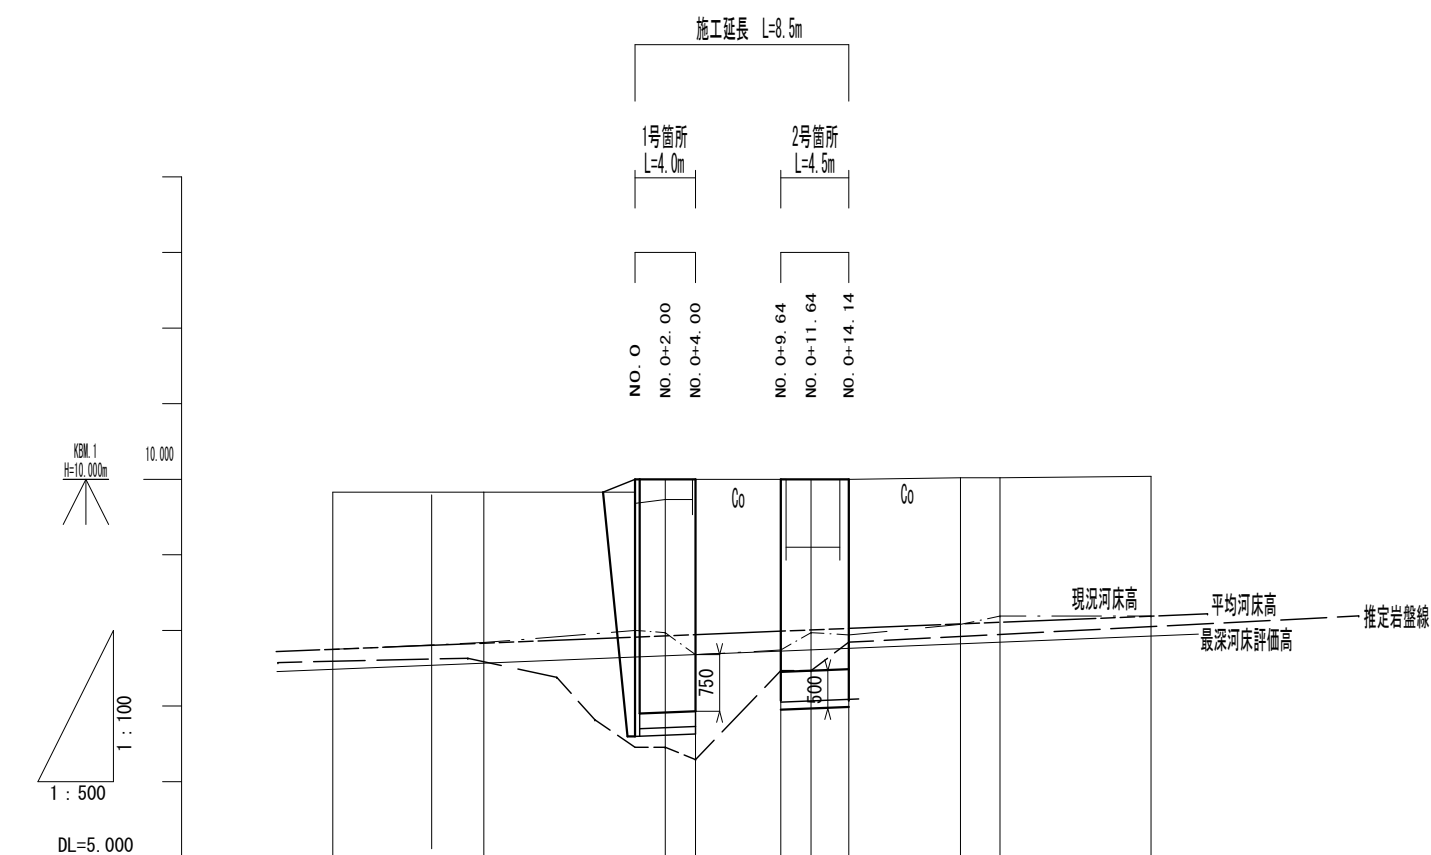 施工延長 L=8.5m
1号箇所
L=4.0m
2号箇所
L=4.5m
NO. 0
NO. 0+2. 00
NO. 0+4. 00
NO. 0+9. 64
NO. 0+11. 64
NO. 0+14. 14
KBM.1
H=10.000m
10.000
Co
Co
現況河床高
平均河床高
推定岩盤線
最深河床評価高
750
500
1 : 100
1 : 500
DL=5.000